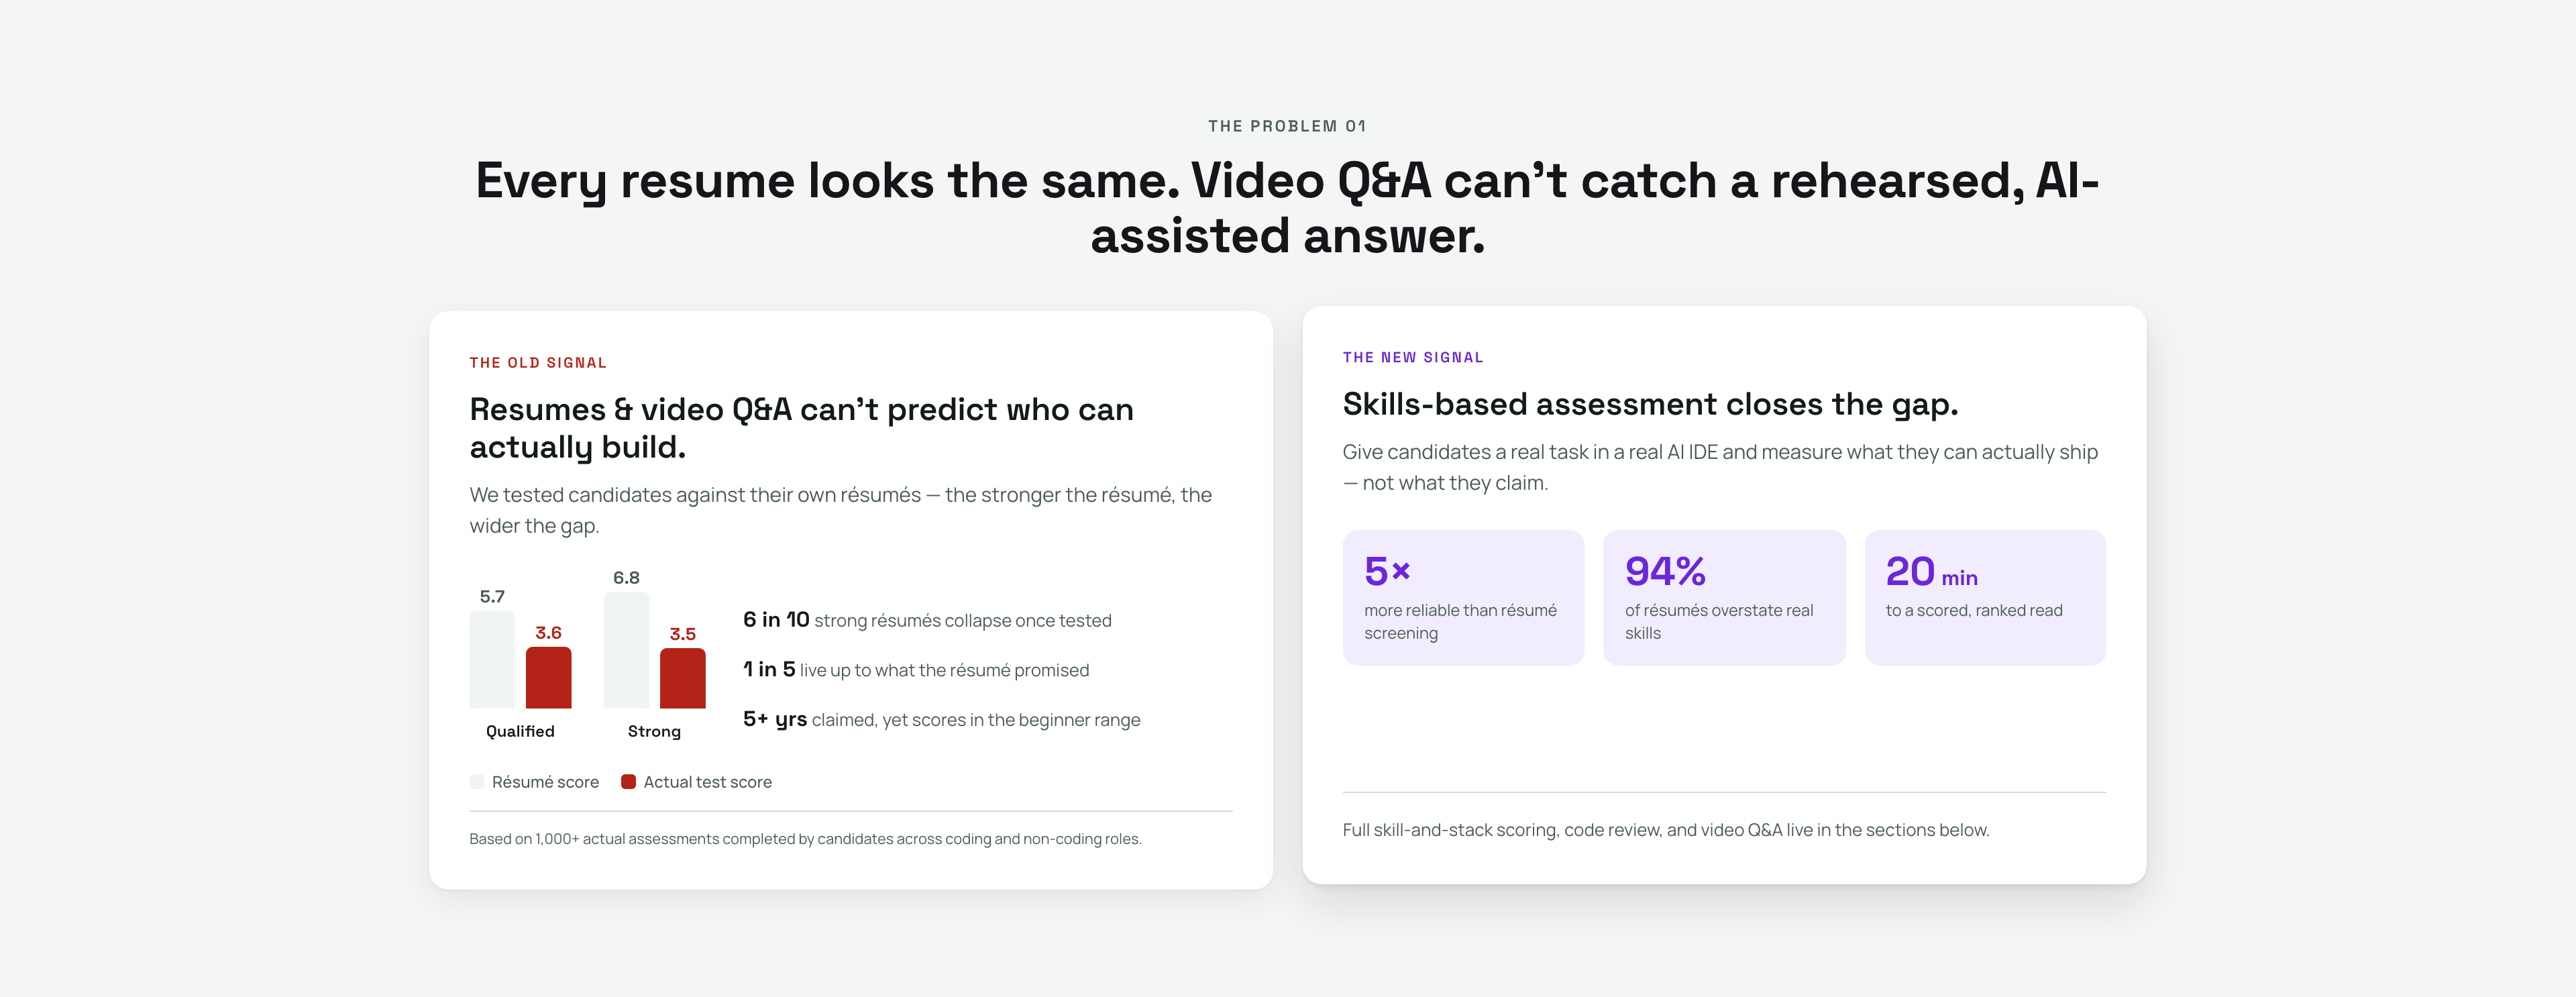 THE PROBLEM 01
Every resume looks the same. Video Q&A can't catch a rehearsed, AI-
assisted answer.
THE OLD SIGNAL
Resumes & video Q&A can't predict who can
actually build.
We tested candidates against their own résumés — the stronger the résumé, the
wider the gap.
5.7
3.6
6.8
3.5
Qualified
Strong
6 in 10 strong résumés collapse once tested
1 in 5 live up to what the résumé promised
5+ yrs claimed, yet scores in the beginner range
Résumé score
Actual test score
Based on 1,000+ actual assessments completed by candidates across coding and non-coding roles.
THE NEW SIGNAL
Skills-based assessment closes the gap.
Give candidates a real task in a real AI IDE and measure what they can actually ship
— not what they claim.
5×
more reliable than résumé
screening
94%
of résumés overstate real
skills
20 min
to a scored, ranked read
Full skill-and-stack scoring, code review, and video Q&A live in the sections below.